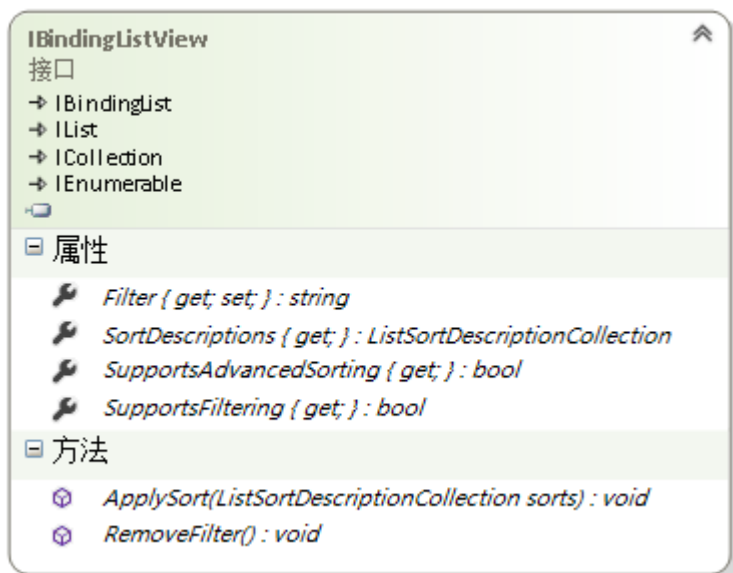 IBindingListView
接口
IBindingList
IList
ICollection
IEnumerable
属性
Filter { get; set; } : string
SortDescriptions { get; } : ListSortDescriptionCollection
SupportsAdvancedSorting { get; } : bool
SupportsFiltering { get; } : bool
方法
ApplySort(ListSortDescriptionCollection sorts) : void
RemoveFilter() : void